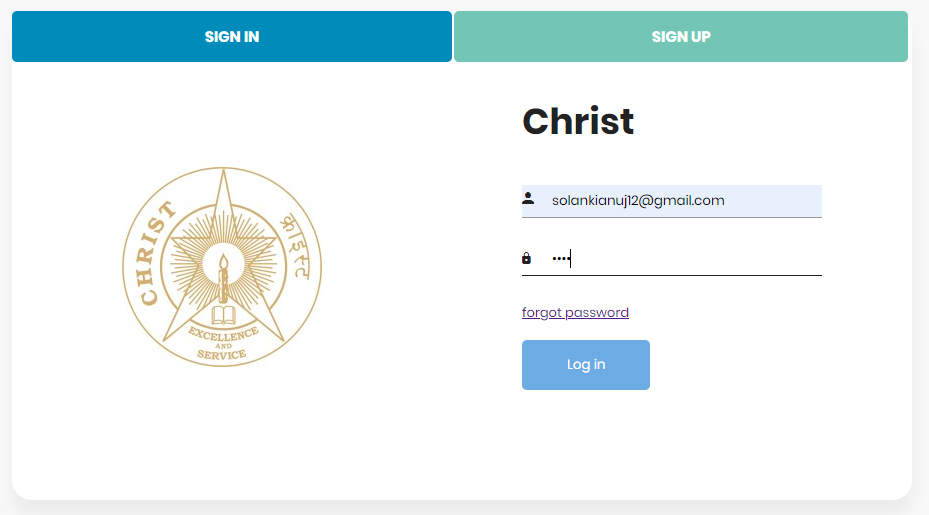 SIGN IN
SIGN UP
Christ
CHRIST
क्राइस्ट
EXCELLENCE
AND
SERVICE
solankianuj12@gmail.com
••••
forgot password
Log in